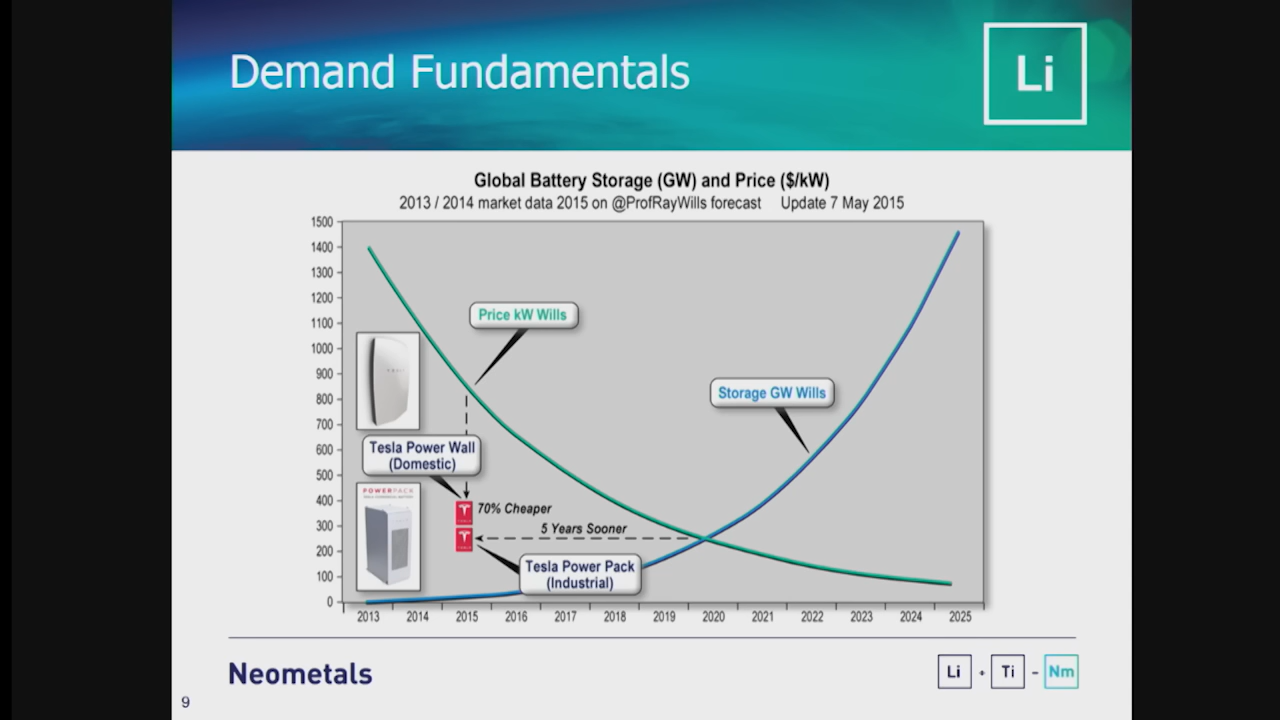 Demand Fundamentals
Li
Global Battery Storage (GW) and Price ($/kW)
2013 / 2014 market data 2015 on @ProfRayWills forecast Update 7 May 2015
1500
1400
1300
1200
1100
1000
900
800
700
600
500
400
300
200
100
0
Price kW Wills
Storage GW Wills
Tesla Power Wall
(Domestic)
POWERPACK
70% Cheaper
5 Years Sooner
Tesla Power Pack
(Industrial)
2013 2014 2015 2016 2017 2018 2019 2020 2021 2022 2023 2024 2025
Neometals
Li + Ti - Nm
9